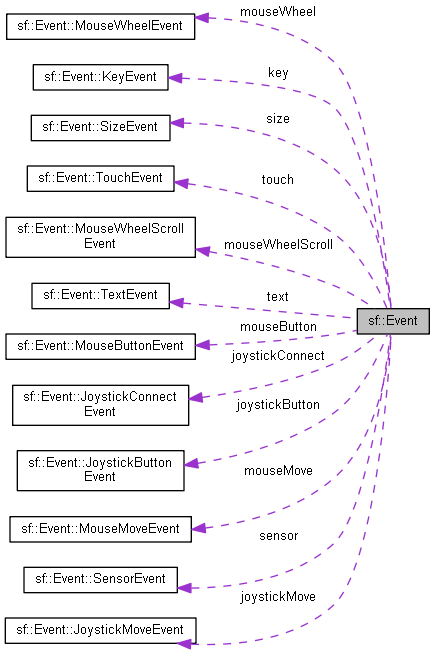 mouseWheel
sf::Event::MouseWheelEvent
key
sf::Event::KeyEvent
size
sf::Event::SizeEvent
touch
sf::Event::TouchEvent
sf::Event::MouseWheelScroll
Event
mouseWheelScroll
text
sf::Event::TextEvent
sf::Event
mouseButton
sf::Event::MouseButtonEvent
joystickConnect
sf::Event::JoystickConnect
Event
joystickButton
sf::Event::JoystickButton
Event
mouseMove
sf::Event::MouseMoveEvent
sensor
sf::Event::SensorEvent
joystickMove
sf::Event::JoystickMoveEvent